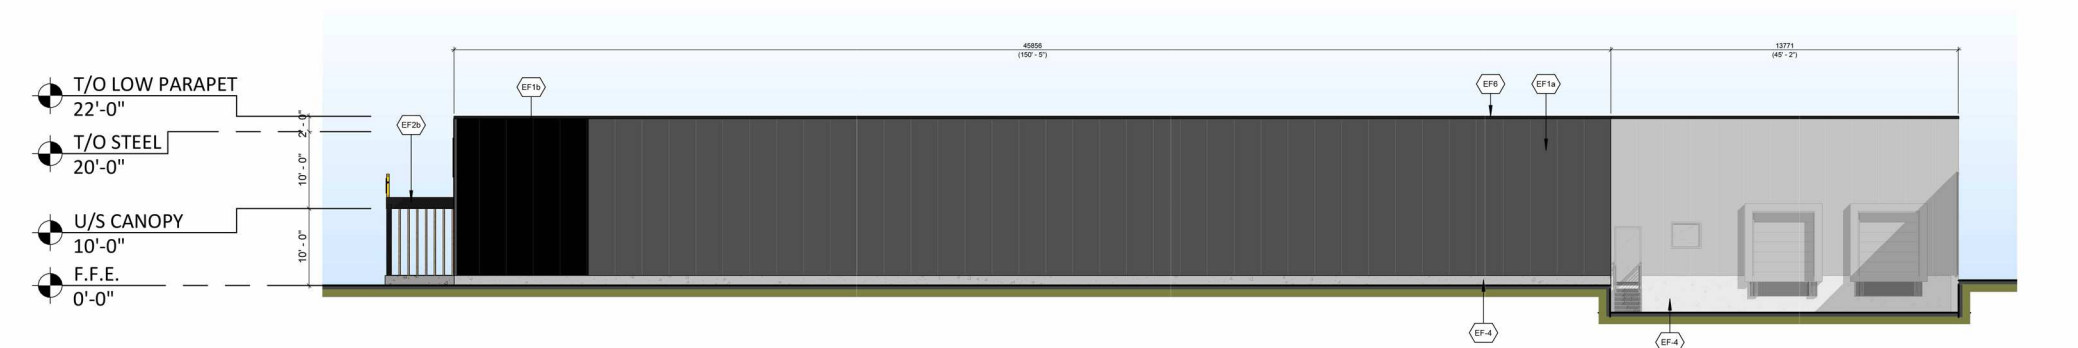 45856
(150' - 5")
13771
(45' - 2")
T/O LOW PARAPET
22'-0"
EF1b
EF6
EF1a
EF2b
2' - 0"
T/O STEEL
20'-0"
10' - 0"
U/S CANOPY
10'-0"
10' - 0"
F.F.E.
0'-0"
EF-4
EF-4